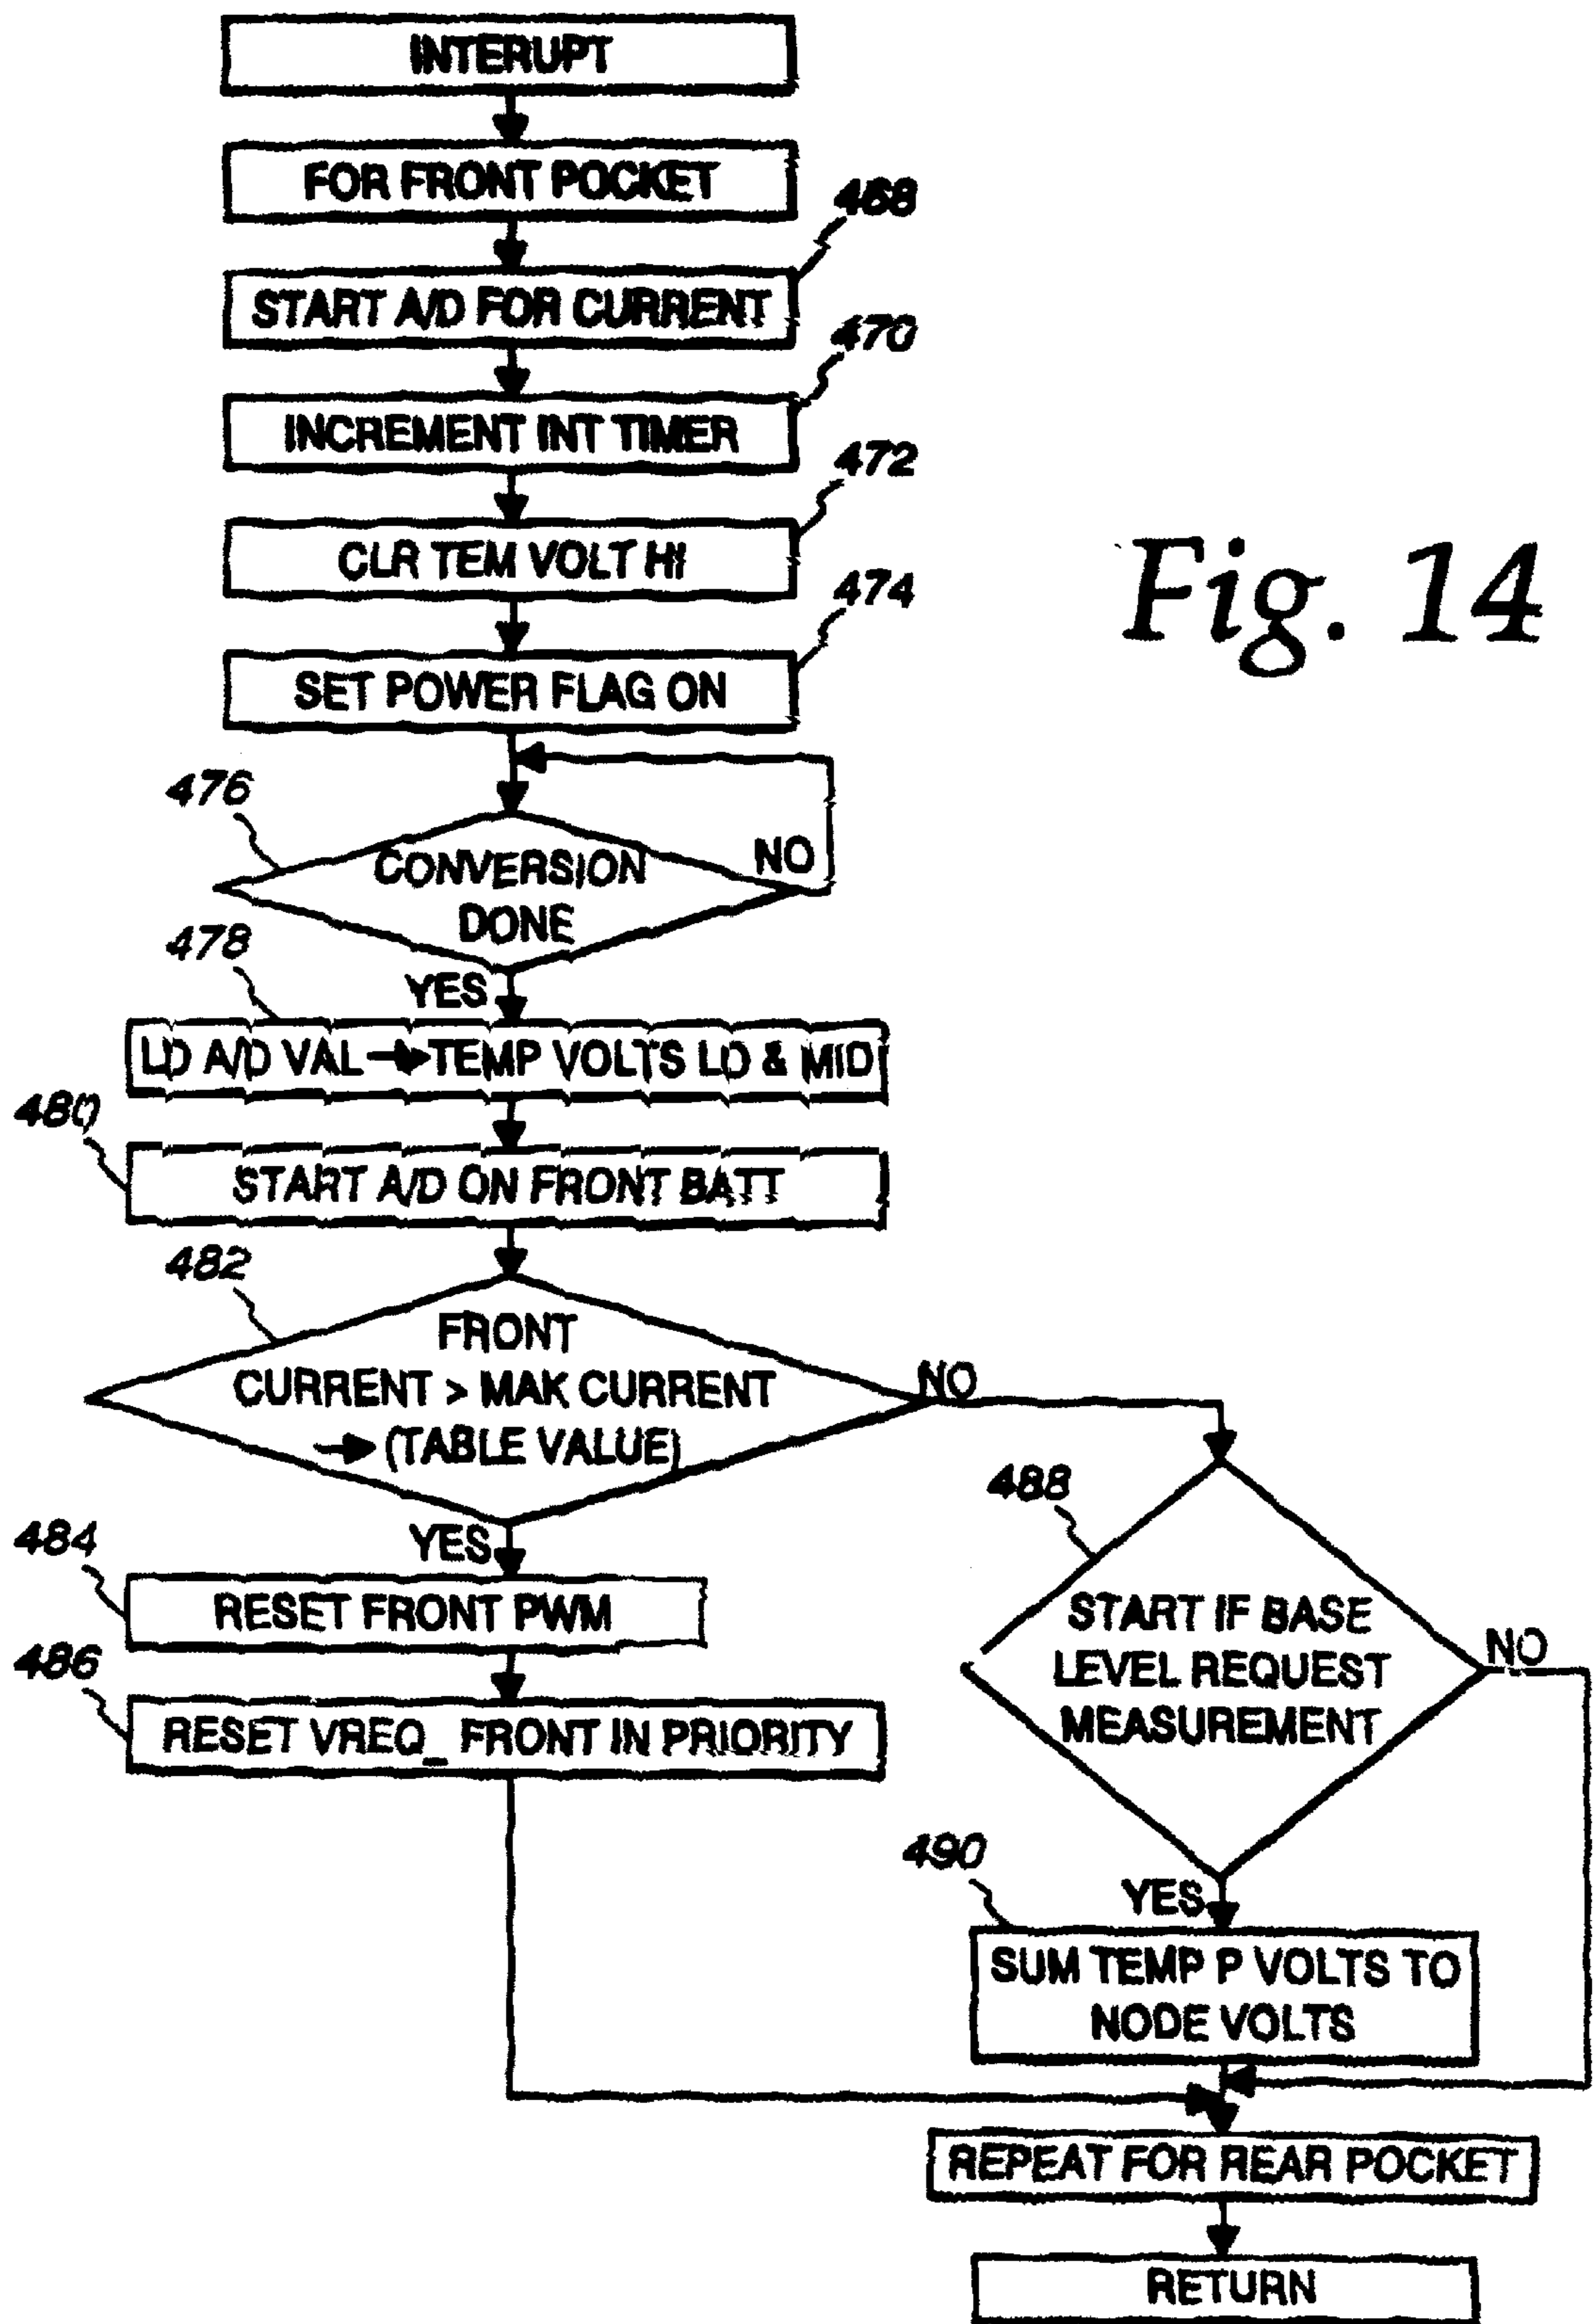 INTERUPT
FOR FRONT POCKET
468
START A/D FOR CURRENT
470
INCREMENT INT TIMER
472
CLR TEM VOLT HI
474
SET POWER FLAG ON
Fig. 14
476
CONVERSION
DONE
NO
YES
478
LD A/D VAL → TEMP VOLTS LO & MID
480
START A/D ON FRONT BATT
482
FRONT
CURRENT > MAK CURRENT
→ (TABLE VALUE)
NO
YES
484
RESET FRONT PWM
486
RESET VREQ_ FRONT IN PRIORITY
488
START IF BASE
LEVEL REQUEST
MEASUREMENT
NO
YES
490
SUM TEMP P VOLTS TO
NODE VOLTS
REPEAT FOR REAR POCKET
RETURN